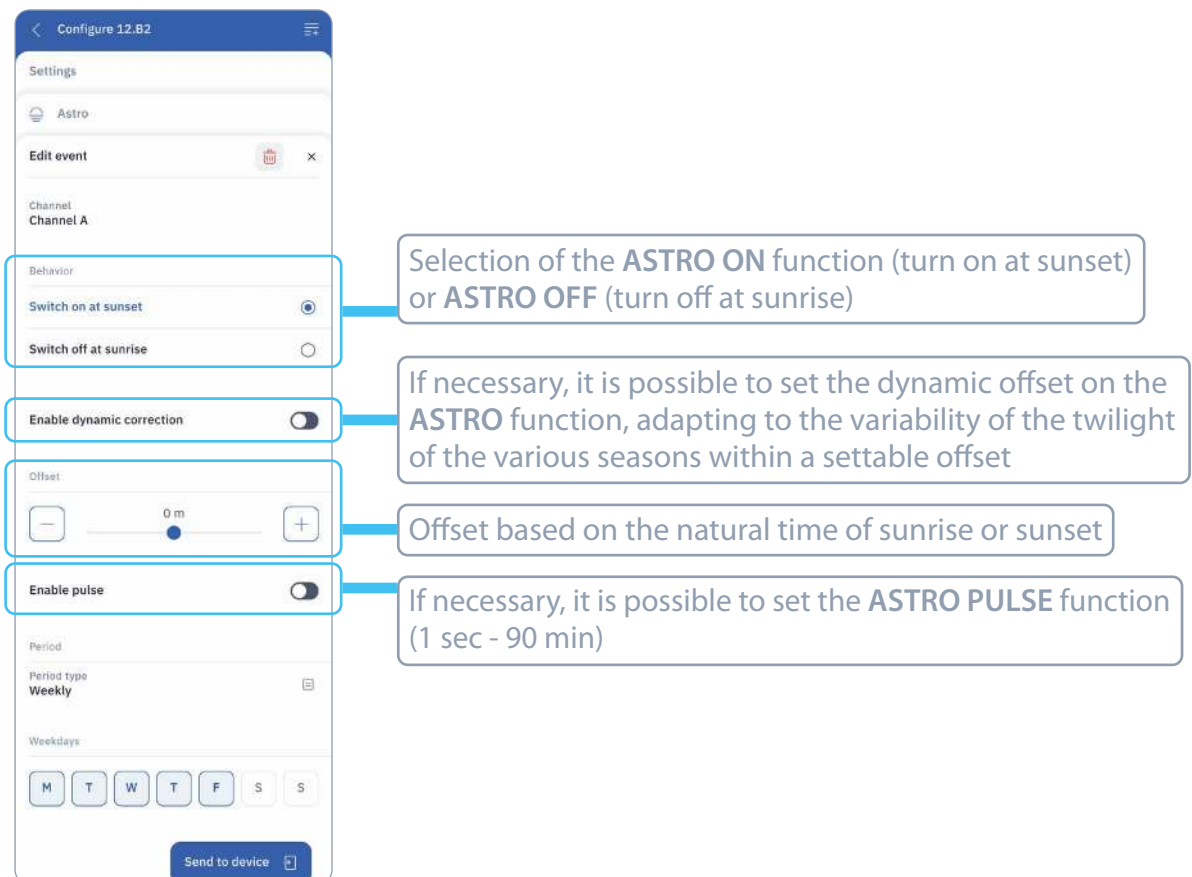 Configure 12.B2
Settings
Astro
Edit event
Channel
Channel A
Behavior
Switch on at sunset
Switch off at sunrise
Enable dynamic correction
Offset
0 m
Enable pulse
Period
Period type
Weekly
Weekdays
M T W T F S S
Send to device
Selection of the ASTRO ON function (turn on at sunset)
or ASTRO OFF (turn off at sunrise)
If necessary, it is possible to set the dynamic offset on the
ASTRO function, adapting to the variability of the twilight
of the various seasons within a settable offset
Offset based on the natural time of sunrise or sunset
If necessary, it is possible to set the ASTRO PULSE function
(1 sec - 90 min)